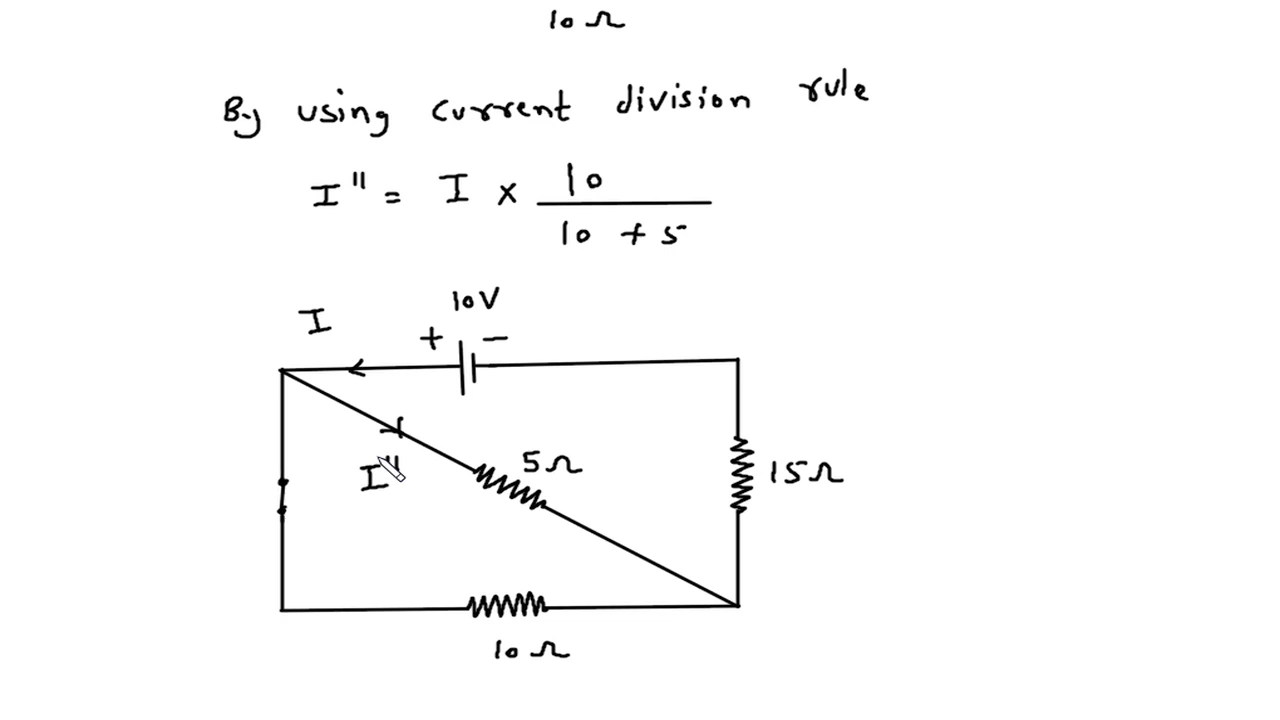 10 Ω
By using current division rule
I" = I × 10
10 + 5
10V
I
+ −
I"
5Ω
15Ω
10 Ω